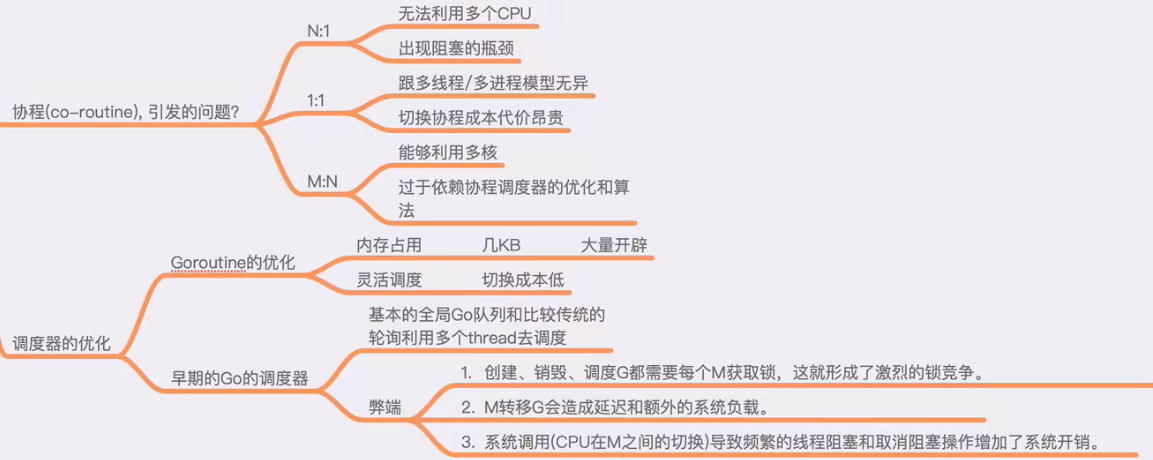 协程(co-routine), 引发的问题?
N:1
无法利用多个CPU
出现阻塞的瓶颈
1:1
跟多线程/多进程模型无异
切换协程成本代价昂贵
M:N
能够利用多核
过于依赖协程调度器的优化和算
法
调度器的优化
Goroutine的优化
内存占用 几KB 大量开辟
灵活调度 切换成本低
早期的Go的调度器
基本的全局Go队列和比较传统的
轮询利用多个thread去调度
弊端
1. 创建、销毁、调度G都需要每个M获取锁，这就形成了激烈的锁竞争。
2. M转移G会造成延迟和额外的系统负载。
3. 系统调用(CPU在M之间的切换)导致频繁的线程阻塞和取消阻塞操作增加了系统开销。